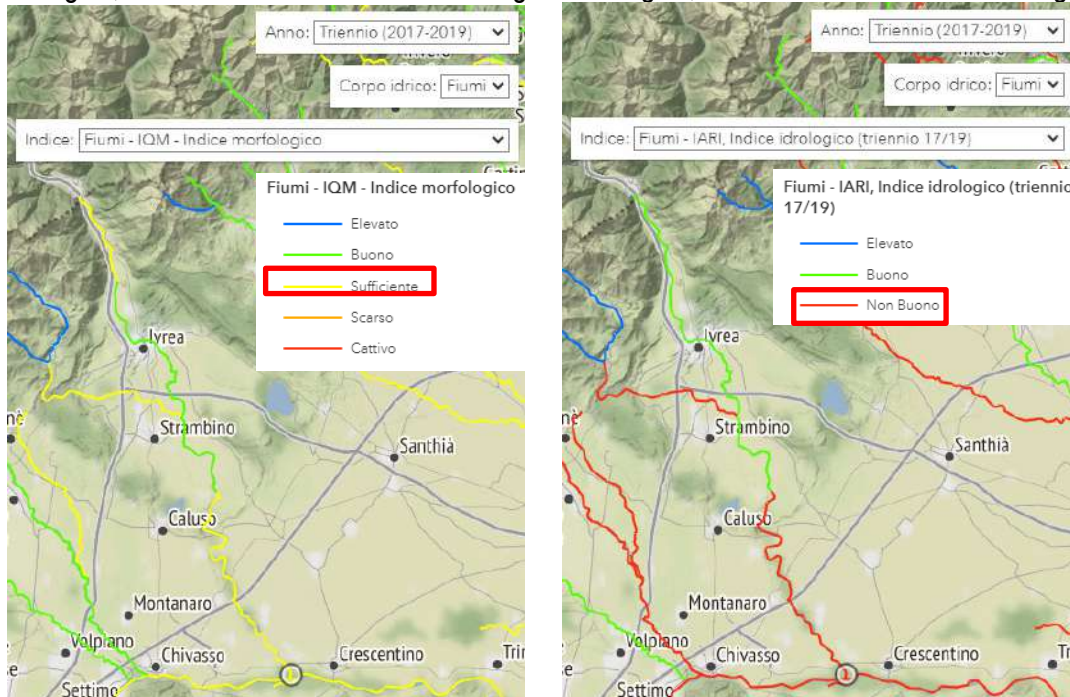 Anno: Triennio (2017-2019)
Corpo idrico: Fiumi
Indice: Fiumi - IQM - Indice morfologico
Fiumi - IQM - Indice morfologico
Elevato
Buono
Sufficiente
Scarso
Cattivo
Ivrea
Strambino
Santhià
Caluso
Montanaro
Volpiano
Chivasso
Crescentino
Settimo
1
Anno: Triennio (2017-2019)
Corpo idrico: Fiumi
Indice: Fiumi - IARI, Indice idrologico (triennio 17/19)
Fiumi - IARI, Indice idrologico (triennio
17/19)
Elevato
Buono
Non Buono
Ivrea
Strambino
Santhià
Caluso
Montanaro
Volpiano
Chivasso
Crescentino
Settimo
1